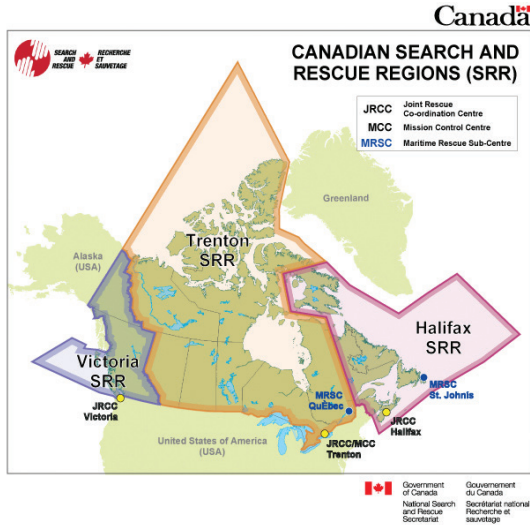 Canada
SEARCH AND RESCUE
RECHERCHE ET SAUVETAGE
CANADIAN SEARCH AND
RESCUE REGIONS (SRR)
JRCC Joint Rescue Co-ordination Centre
MCC Mission Control Centre
MRSC Maritime Rescue Sub-Centre
Greenland
Alaska
(USA)
Trenton
SRR
Halifax
SRR
Victoria
SRR
MRSC
QuÈbec
MRSC
St. Johnis
JRCC
Victoria
JRCC
Halifax
JRCC/MCC
Trenton
United States of America
(USA)
Government
of Canada
Gouvernement
du Canada
National Search
and Rescue
Secretariat
Secrétariat national
Recherche et
sauvetage